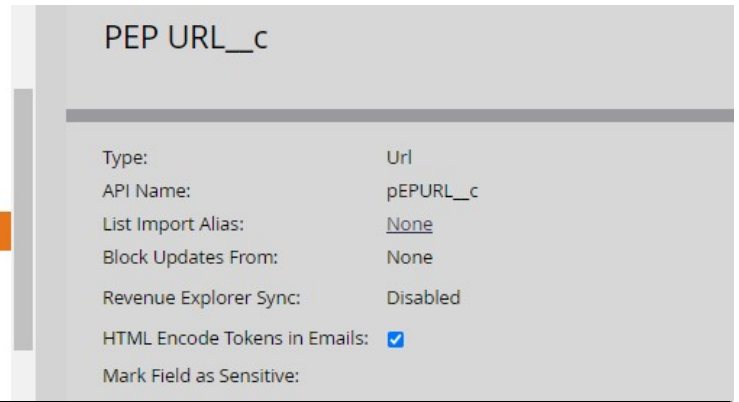 PEP URL__c
Type: Url
API Name: pEPURL__c
List Import Alias: None
Block Updates From: None
Revenue Explorer Sync: Disabled
HTML Encode Tokens in Emails:
Mark Field as Sensitive: